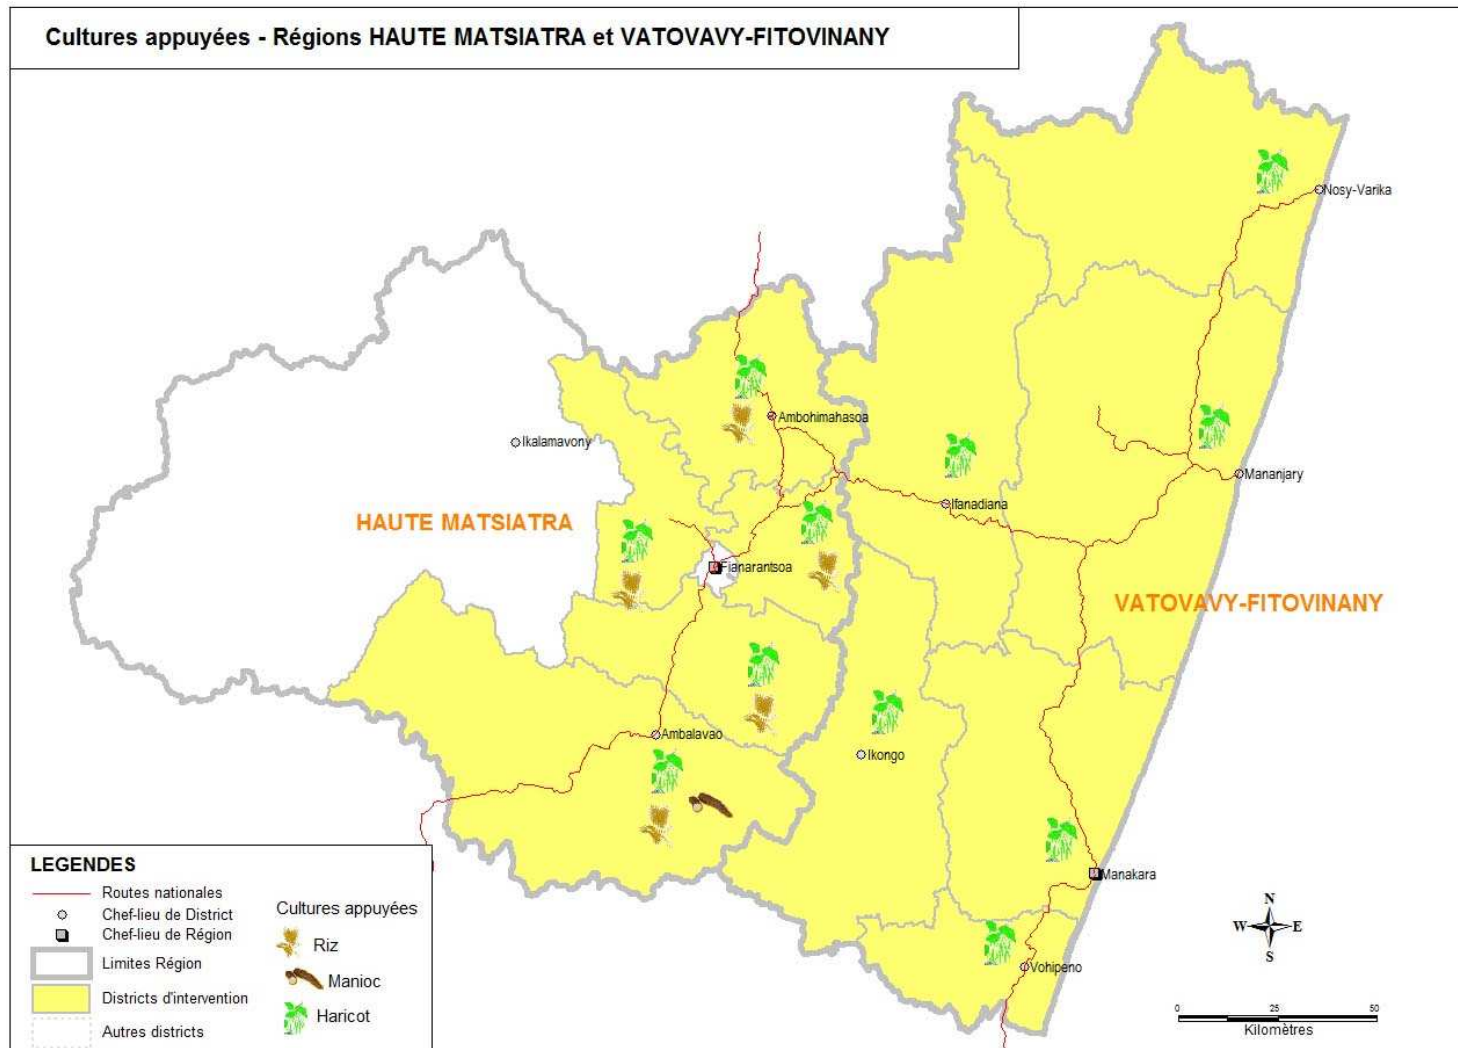 Cultures appuyées - Régions HAUTE MATSIATRA et VATOVAVY-FITOVINANY
Nosy-Varika
Ambohimahasoa
Ikalamavony
Mananjary
Ifanadiana
HAUTE MATSIATRA
Fianarantsoa
VATOVAVY-FITOVINANY
Ambalavao
Ikongo
Manakara
Vohipeno
LEGENDES
Routes nationales
Chef-lieu de District
Chef-lieu de Région
Limites Région
Districts d'intervention
Autres districts
Cultures appuyées
Riz
Manioc
Haricot
N
W E
S
0 25 50
Kilomètres